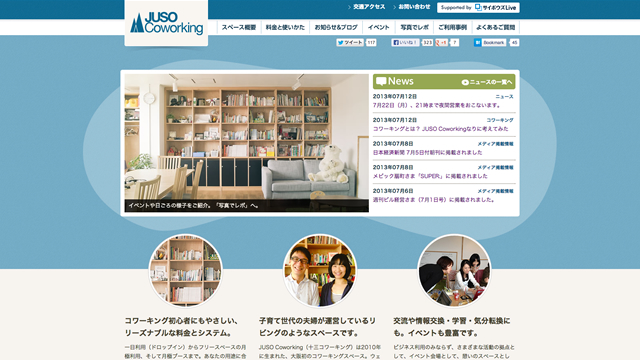 JUSO
Coworking
交通アクセス
お問い合わせ
Supported by サイボウズLive
スペース概要
料金と使いかた
お知らせ&ブログ
イベント
写真でレポ
ご利用事例
よくあるご質問
ツイート 117
いいね! 523
+1 7
Bookmark 45
News
ニュースの一覧へ
2013年07月12日 ニュース
7月22日（月）、21時まで夜間営業をおこないます。
2013年07月12日 コワーキング
コワーキングとは？ JUSO Coworkingなりに考えてみた
2013年07月8日 メディア掲載情報
日本経済新聞 7月5日付朝刊に掲載されました
2013年07月8日 メディア掲載情報
メビック扇町さま「SUPER」に掲載されました
2013年07月6日 メディア掲載情報
週刊ビル経営さま（7月1日号）に掲載されました。
イベントや日ごろの様子をご紹介。「写真でレポ」へ。
コワーキング初心者にもやさしい、
リーズナブルな料金とシステム。
一日利用（ドロップイン）からフリースペースの月
極利用、そして月極ブースまで。あなたの用途に合
子育て世代の夫婦が運営しているリ
ビングのようなスペースです。
JUSO Coworking（十三コワーキング）は2010
年に生まれた、大阪初のコワーキングスペース。ウェ
交流や情報交換・学習・気分転換に
も。イベントも豊富です。
ビジネス利用のみならず、さまざまな活動の拠点と
して、イベント会場として、憩いのスペースとし